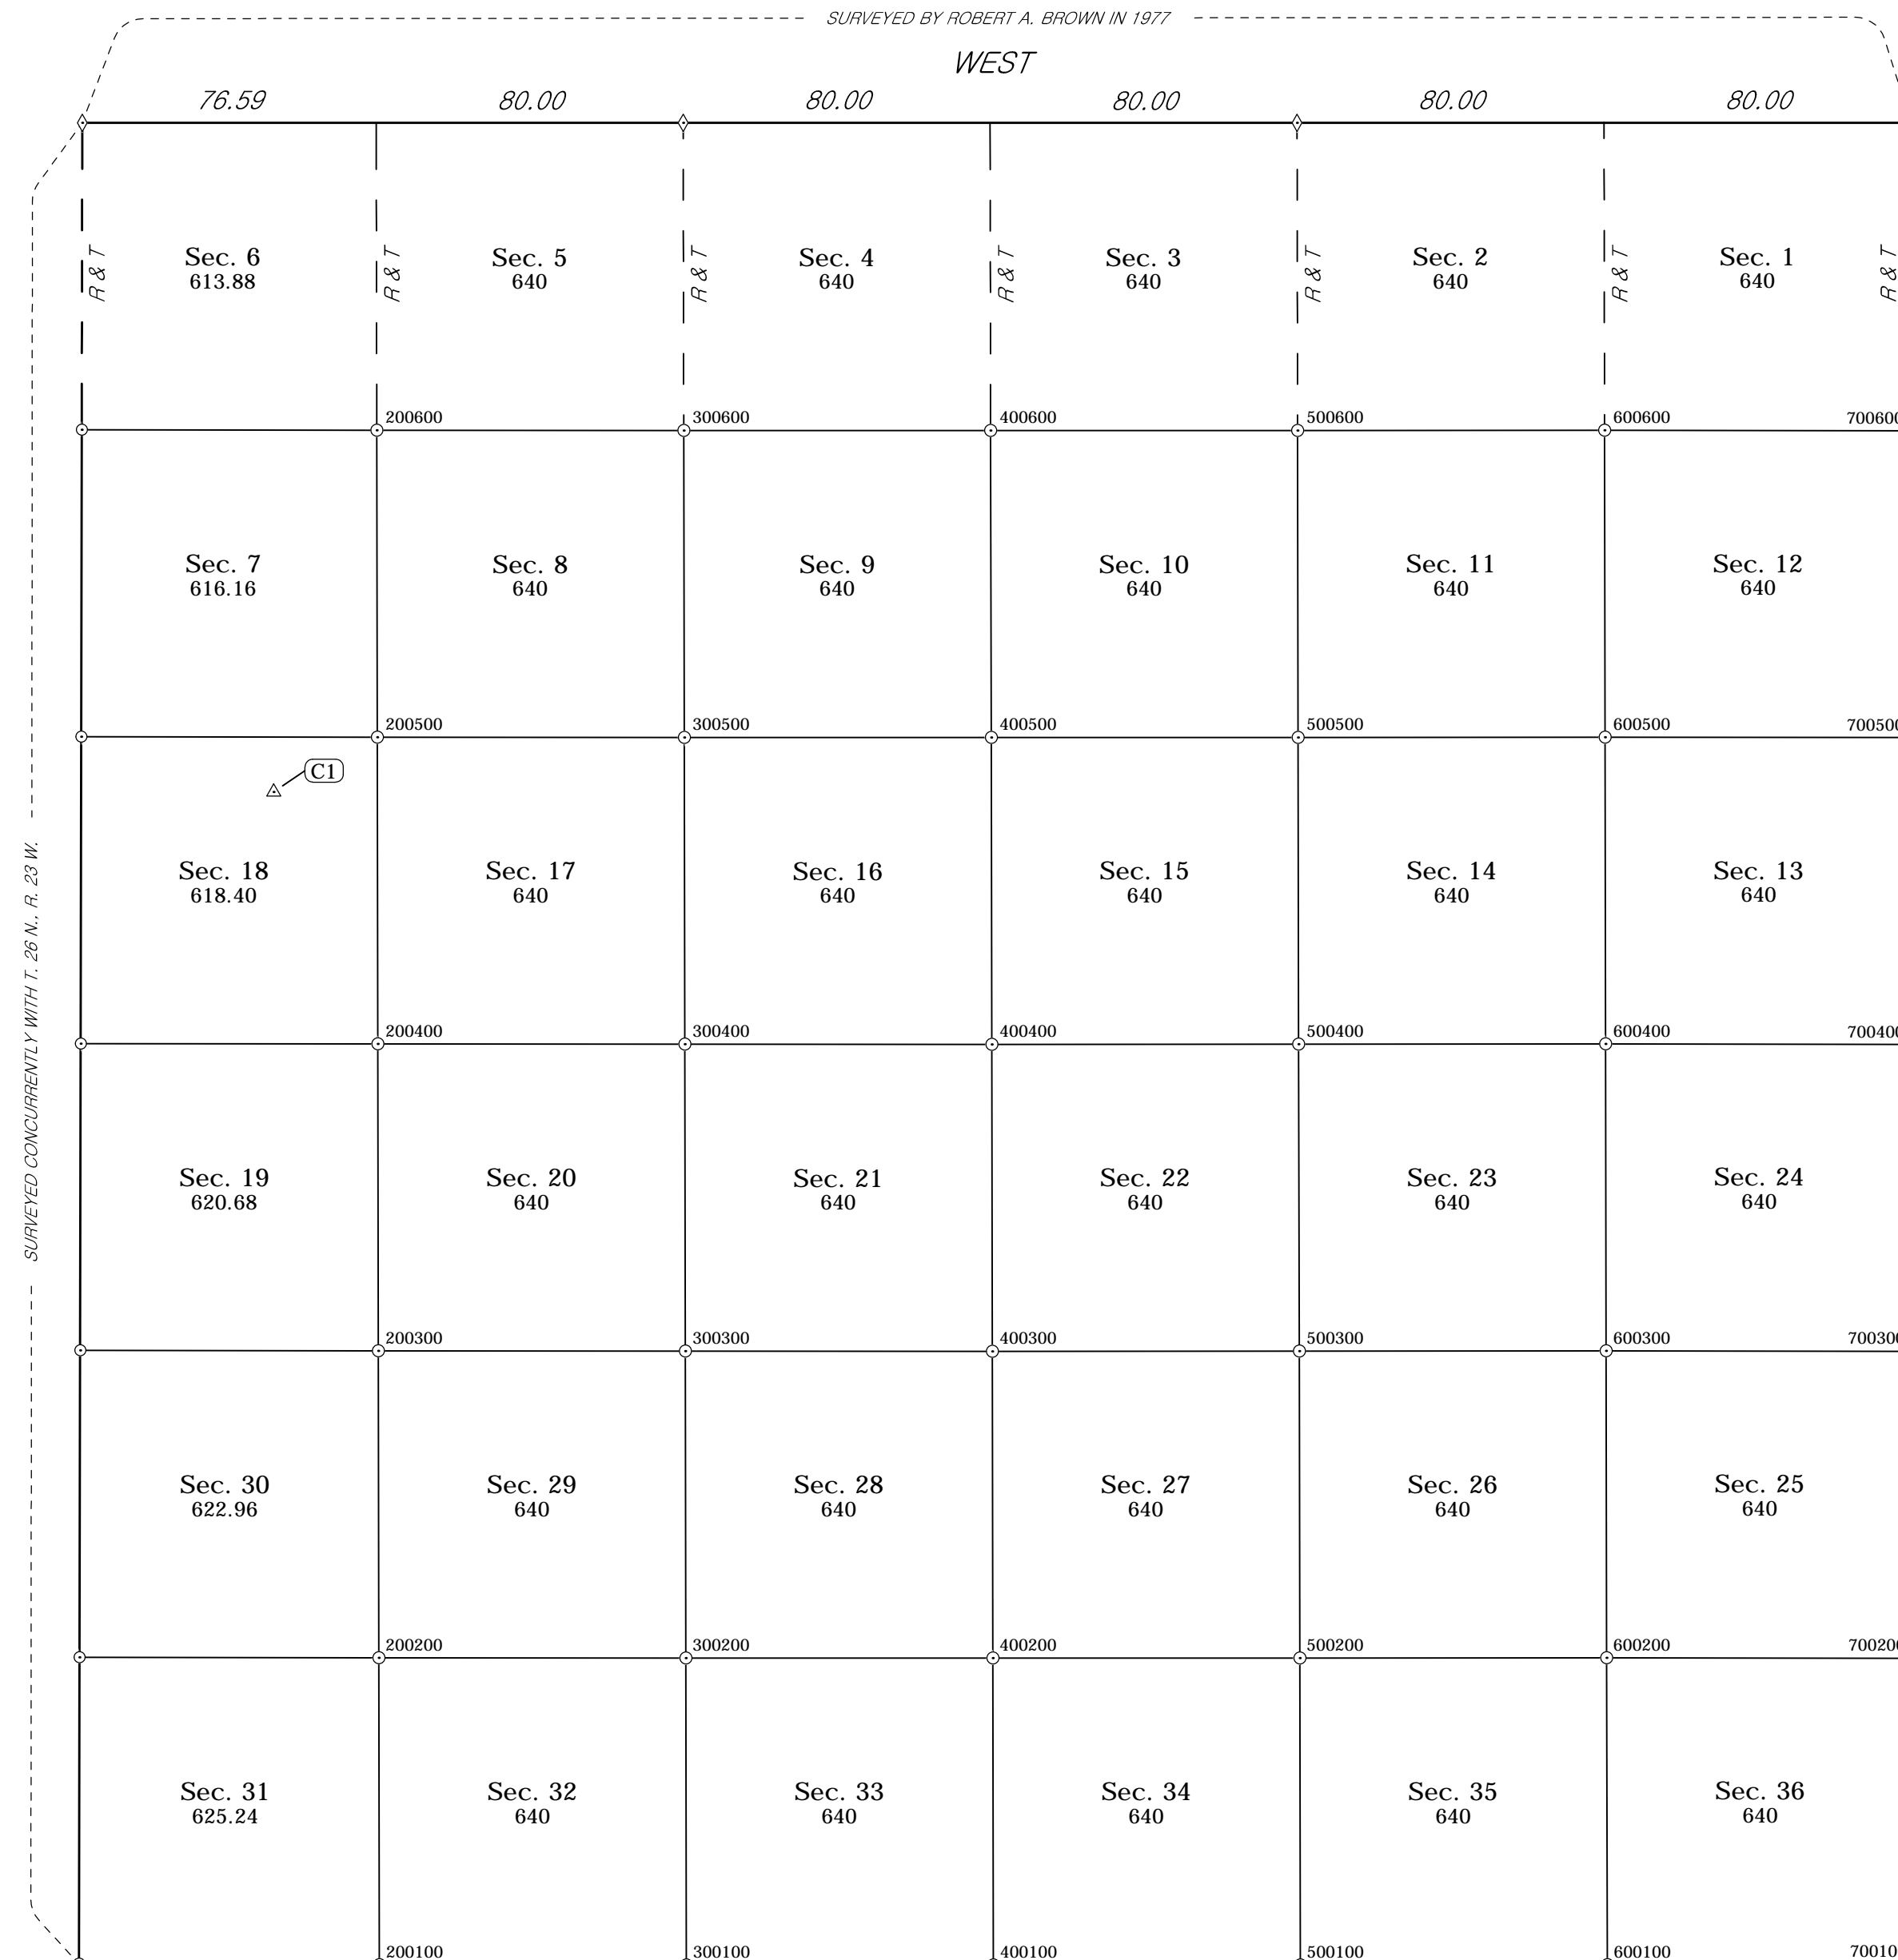 SURVEYED BY ROBERT A. BROWN IN 1977
WEST
76.59 80.00 80.00 80.00 80.00 80.00
Sec. 6 Sec. 5 Sec. 4 Sec. 3 Sec. 2 Sec. 1
613.88 640 640 640 640 640
R & T R & T R & T R & T R & T R & T R & T
200600 300600 400600 500600 600600 700600
Sec. 7 Sec. 8 Sec. 9 Sec. 10 Sec. 11 Sec. 12
616.16 640 640 640 640 640
200500 300500 400500 500500 600500 700500
C1
Sec. 18 Sec. 17 Sec. 16 Sec. 15 Sec. 14 Sec. 13
618.40 640 640 640 640 640
SURVEYED CONCURRENTLY WITH T. 26 N., R. 23 W.
200400 300400 400400 500400 600400 700400
Sec. 19 Sec. 20 Sec. 21 Sec. 22 Sec. 23 Sec. 24
620.68 640 640 640 640 640
200300 300300 400300 500300 600300 700300
Sec. 30 Sec. 29 Sec. 28 Sec. 27 Sec. 26 Sec. 25
622.96 640 640 640 640 640
200200 300200 400200 500200 600200 700200
Sec. 31 Sec. 32 Sec. 33 Sec. 34 Sec. 35 Sec. 36
625.24 640 640 640 640 640
200100 300100 400100 500100 600100 70010